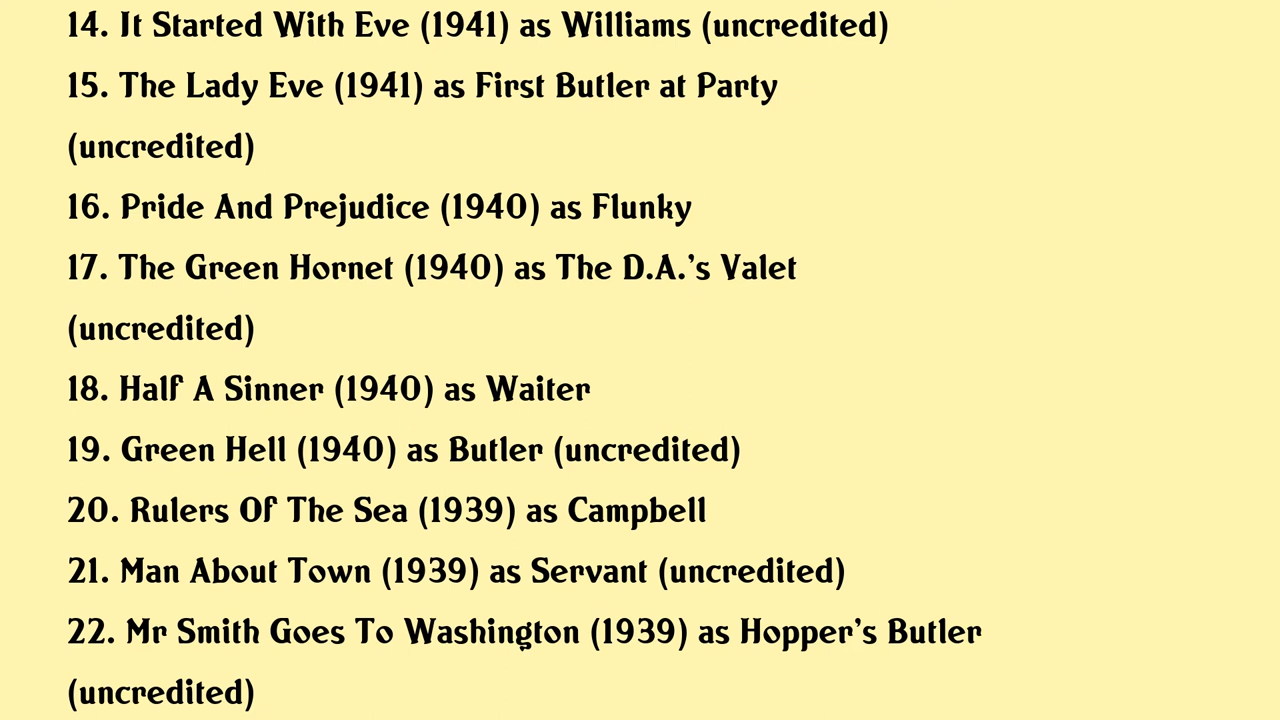 14. It Started With Eve (1941) as Williams (uncredited)
15. The Lady Eve (1941) as First Butler at Party
(uncredited)
16. Pride And Prejudice (1940) as Flunky
17. The Green Hornet (1940) as The D.A.'s Valet
(uncredited)
18. Half A Sinner (1940) as Waiter
19. Green Hell (1940) as Butler (uncredited)
20. Rulers Of The Sea (1939) as Campbell
21. Man About Town (1939) as Servant (uncredited)
22. Mr Smith Goes To Washington (1939) as Hopper's Butler
(uncredited)